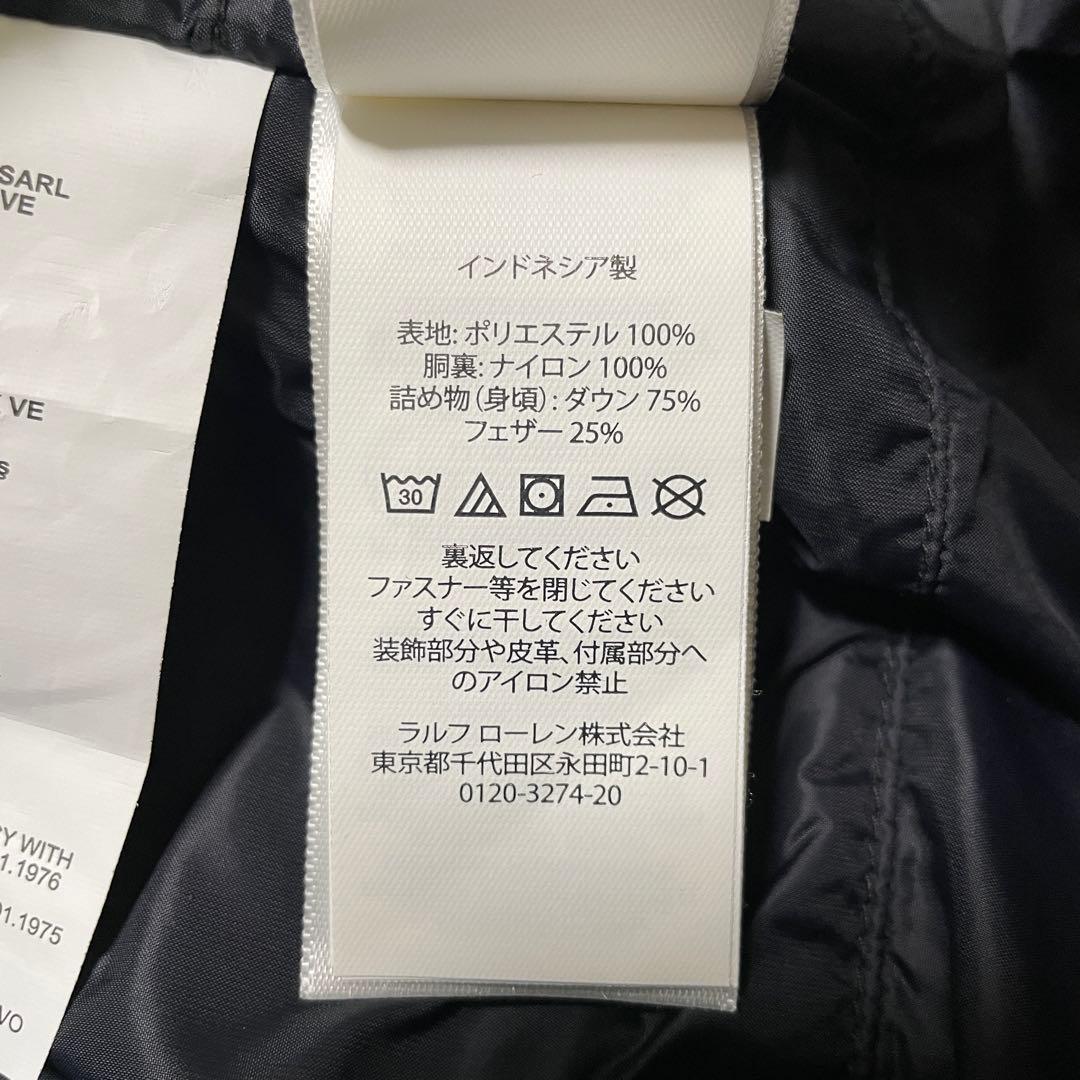 SARL
VE
VE
s
Y WITH
1.1976
01.1975
VO
インドネシア製
表地: ポリエステル 100%
胴裏: ナイロン 100%
詰め物 (身頃) : ダウン 75%
フェザー 25%
30
裏返してください
ファスナー等を閉じてください
すぐに干してください
装飾部分や皮革、付属部分へ
のアイロン禁止
ラルフ ローレン株式会社
東京都千代田区永田町2-10-1
0120-3274-20